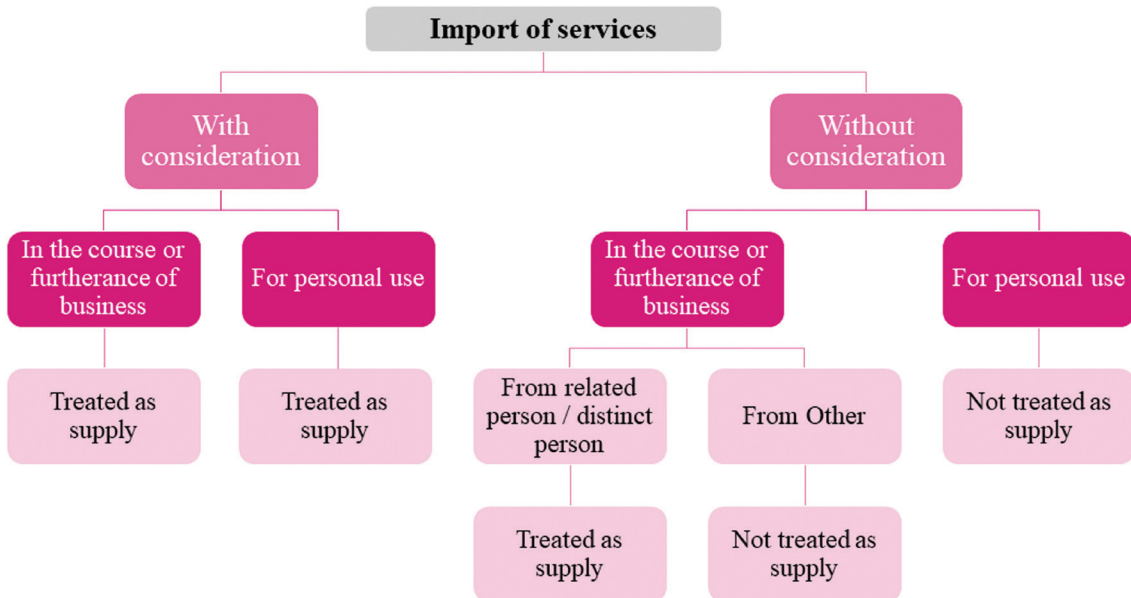 Import of services
With
consideration
Without
consideration
In the course or
furtherance of
business
For personal use
In the course or
furtherance of
business
For personal use
Treated as
supply
Treated as
supply
From related
person / distinct
person
From Other
Not treated as
supply
Treated as
supply
Not treated as
supply